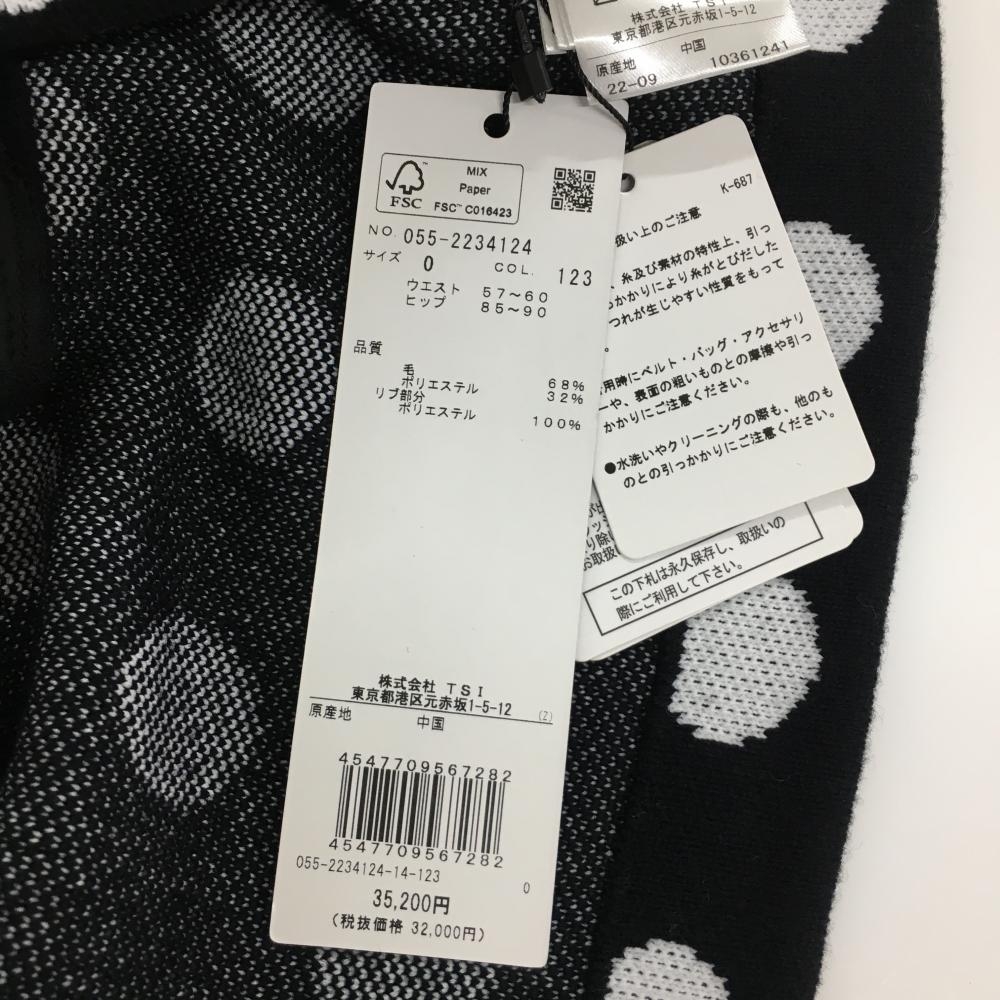 株式会社 TSI
東京都港区元赤坂1-5-12
原産地 中国
22-09 10361241
MIX
Paper
FSC™ C016423
FSC
NO. 055-2234124
サイズ 0 COL. 123
ウエスト 57～60
ヒップ 85～90
品質
毛 68%
ポリエステル 32%
リブ部分
ポリエステル 100%
株式会社 TSI
東京都港区元赤坂1-5-12 (Z)
原産地 中国
4547709567282
4547709567282
055-2234124-14-123
0
35,200円
(税抜価格 32,000円)
K-687
扱い上のご注意
、糸及び素材の特性上、引っ
っかかりにより糸がとびだした
つれが生じやすい性質をもって
。
用時にベルト・バッグ・アクセサリ
ーや、表面の粗いものとの摩擦や引っ
かかりにご注意ください。
●水洗いやクリーニングの際も、他のも
のとの引っかかりにご注意ください。
り除
お取扱
この下札は永久保存し、取扱いの
際にご利用して下さい。